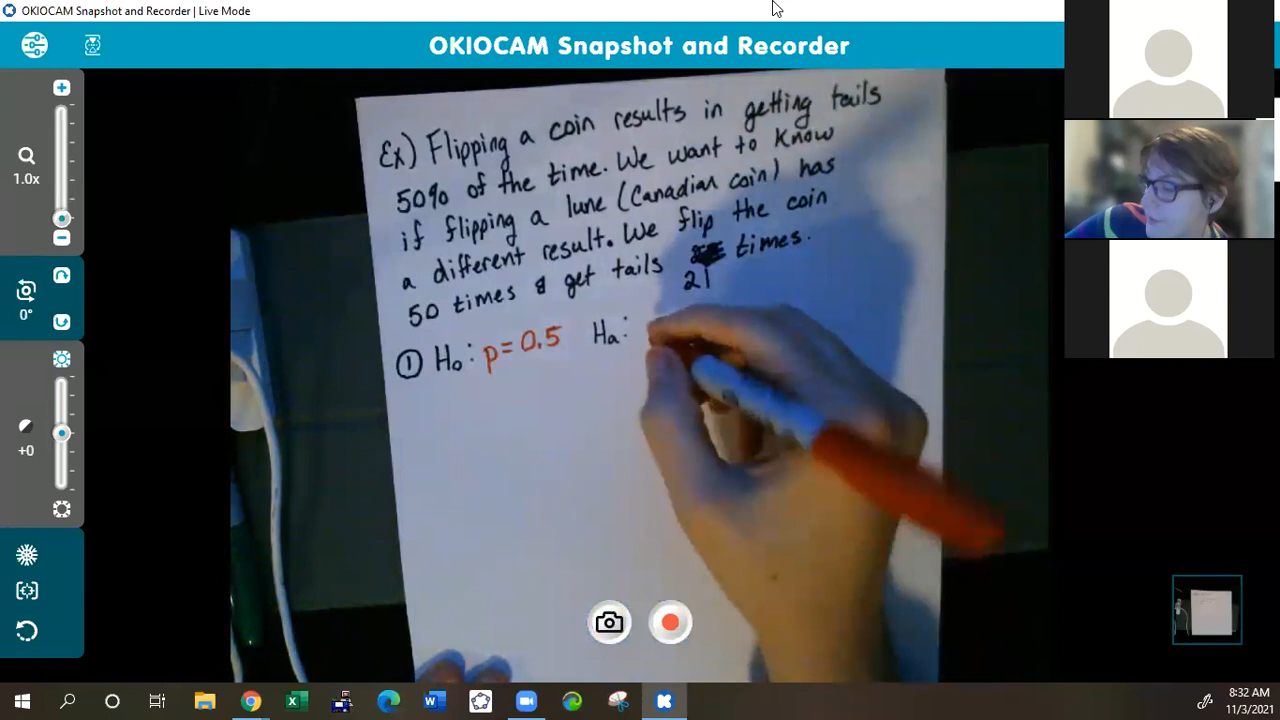 OKIOCAM Snapshot and Recorder | Live Mode
OKIOCAM Snapshot and Recorder
1.0x
0°
+0
Ex) Flipping a coin results in getting tails
50% of the time. We want to know
if flipping a lune (Canadian coin) has
a different result. We flip the coin
50 times & get tails times.
21
① Ho: p=0.5 Ha:
8:32 AM
11/3/2021